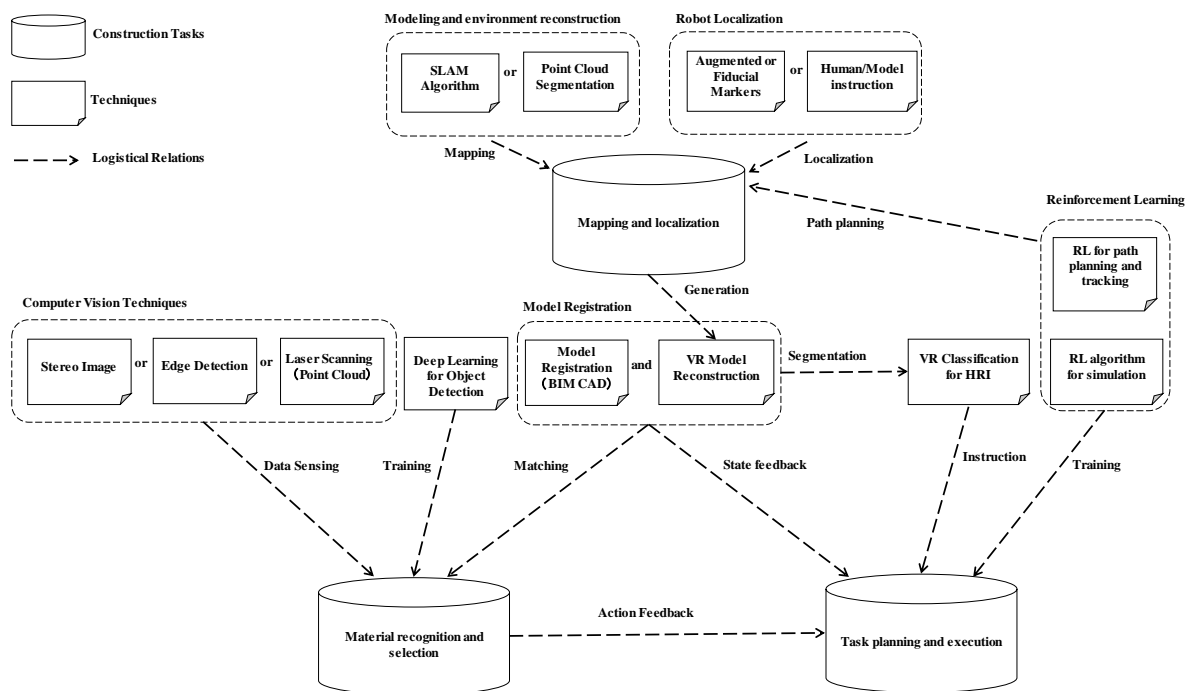 Construction Tasks
Techniques
Logistical Relations
Modeling and environment reconstruction
SLAM
Algorithm
or
Point Cloud
Segmentation
Robot Localization
Augmented or
Fiducial
Markers
or
Human/Model
instruction
Mapping
Localization
Mapping and localization
Path planning
Reinforcement Learning
RL for path
planning and
tracking
RL algorithm
for simulation
Generation
Computer Vision Techniques
Stereo Image
or
Edge Detection
or
Laser Scanning
(Point Cloud)
Deep Learning
for Object
Detection
Model Registration
Model
Registration
(BIM CAD)
and
VR Model
Reconstruction
Segmentation
VR Classification
for HRI
Data Sensing
Training
Matching
State feedback
Instruction
Training
Material recognition and
selection
Action Feedback
Task planning and execution